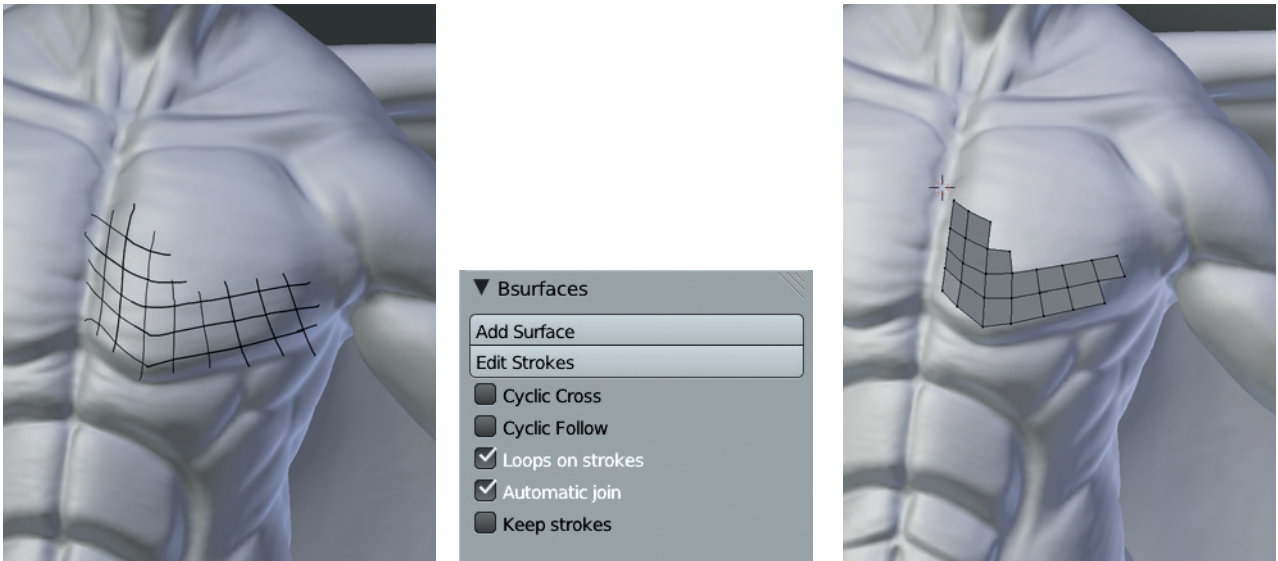 Bsurfaces
Add Surface
Edit Strokes
Cyclic Cross
Cyclic Follow
Loops on strokes
Automatic join
Keep strokes